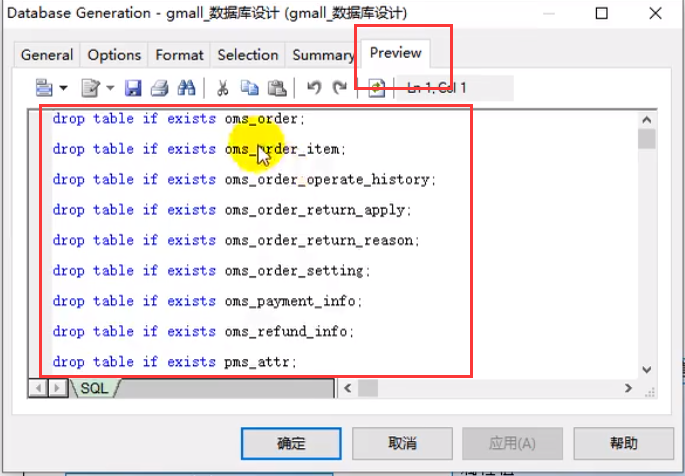 Database Generation - gmall_数据库设计 (gmall_数据库设计)
General Options Format Selection Summary Preview
Ln 1, Col 1
drop table if exists oms_order;
drop table if exists oms_order_item;
drop table if exists oms_order_operate_history;
drop table if exists oms_order_return_apply;
drop table if exists oms_order_return_reason;
drop table if exists oms_order_setting;
drop table if exists oms_payment_info;
drop table if exists oms_refund_info;
drop table if exists pms_attr;
SQL
确定 取消 应用(A) 帮助